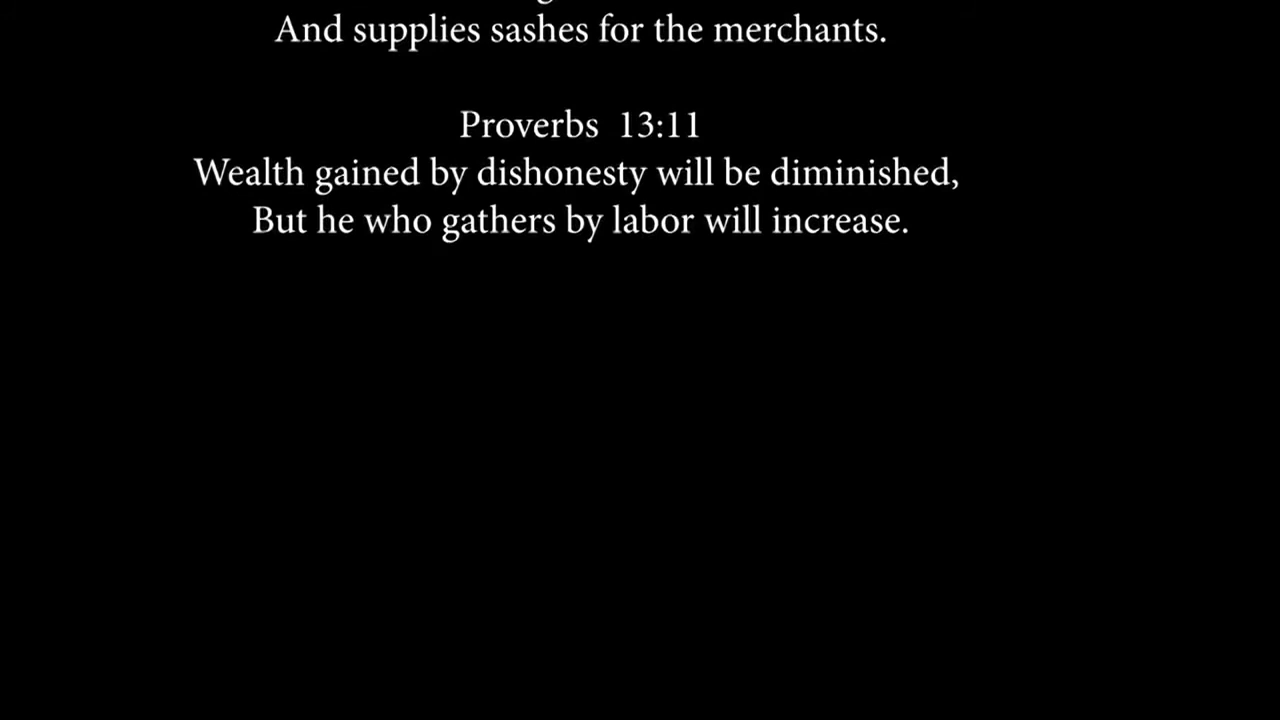 And supplies sashes for the merchants.
Proverbs 13:11
Wealth gained by dishonesty will be diminished,
But he who gathers by labor will increase.